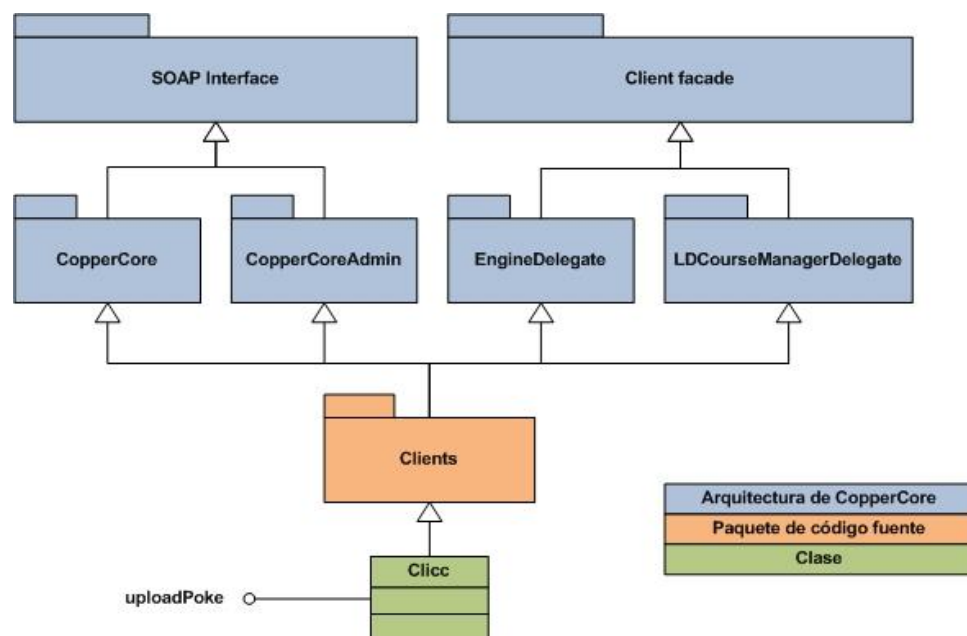 SOAP Interface
Client facade
CopperCore
CopperCoreAdmin
EngineDelegate
LDCourseManagerDelegate
Clients
Arquitectura de CopperCore
Paquete de código fuente
Clase
Clicc
uploadPoke